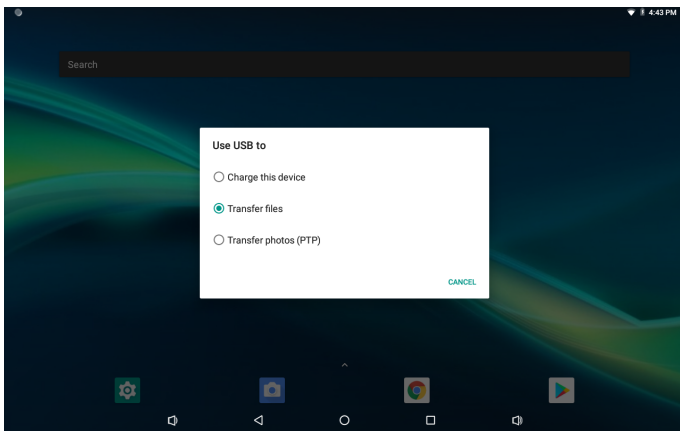 4:43 PM
Search
Use USB to
Charge this device
Transfer files
Transfer photos (PTP)
CANCEL